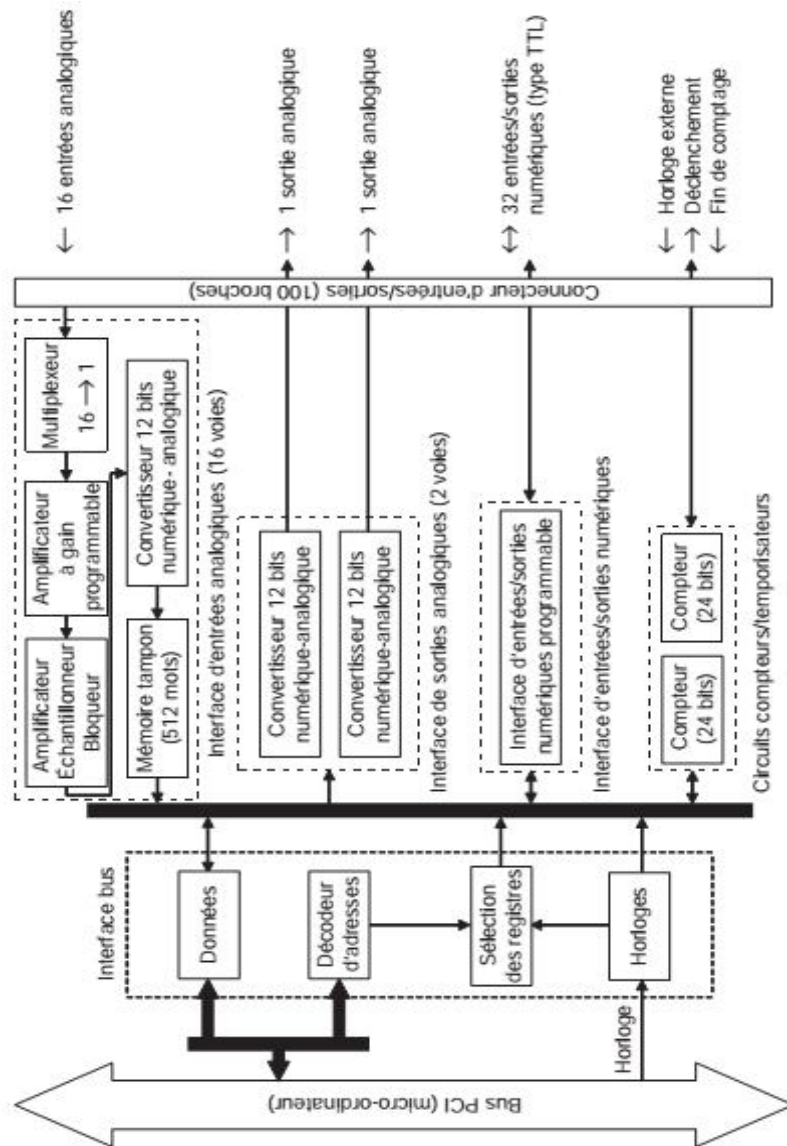 Bus PCI (micro-ordinateur)
Horloge
Interface bus
Données
Décodeur
d'adresses
Sélection
des registres
Horloges
Amplificateur
Échantillonneur
Bloqueur
Amplificateur
à gain
programmable
Multiplexeur
16 → 1
Mémoire tampon
(512 mots)
Convertisseur 12 bits
numérique - analogique
Interface d'entrées analogiques (16 voies)
Convertisseur 12 bits
numérique-analogique
Convertisseur 12 bits
numérique-analogique
Interface de sorties analogiques (2 voies)
Interface d'entrées/sorties
numériques programmable
Interface d'entrées/sorties numériques
Compteur
(24 bits)
Compteur
(24 bits)
Circuits compteurs/temporisateurs
Connecteur d'entrées/sorties (100 broches)
← 16 entrées analogiques
→ 1 sortie analogique
→ 1 sortie analogique
↔ 32 entrées/sorties
numériques (type TTL)
← Horloge externe
→ Déclenchement
← Fin de comptage